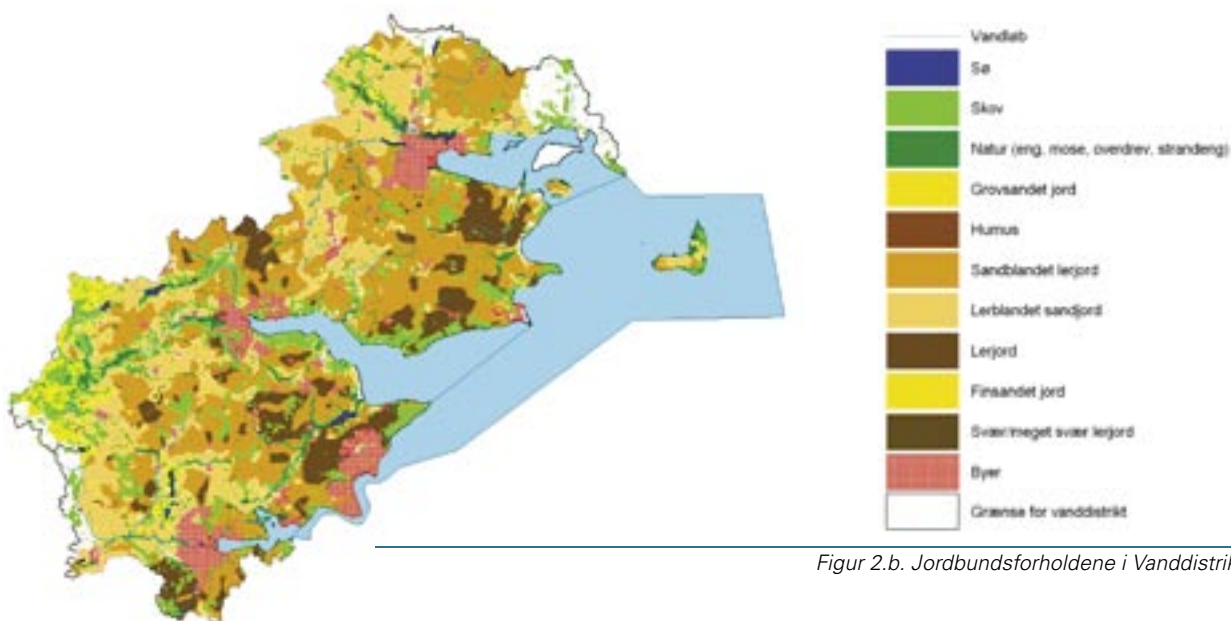 Vandløb
Sø
Skov
Natur (eng, mose, overdrev, strandeng)
Grovsandet jord
Humus
Sandblandet lerjord
Lerblandet sandjord
Lerjord
Finsandet jord
Svær/meget svær lerjord
Byer
Grænse for vanddistrikt
Figur 2.b. Jordbundsforholdene i Vanddistrik